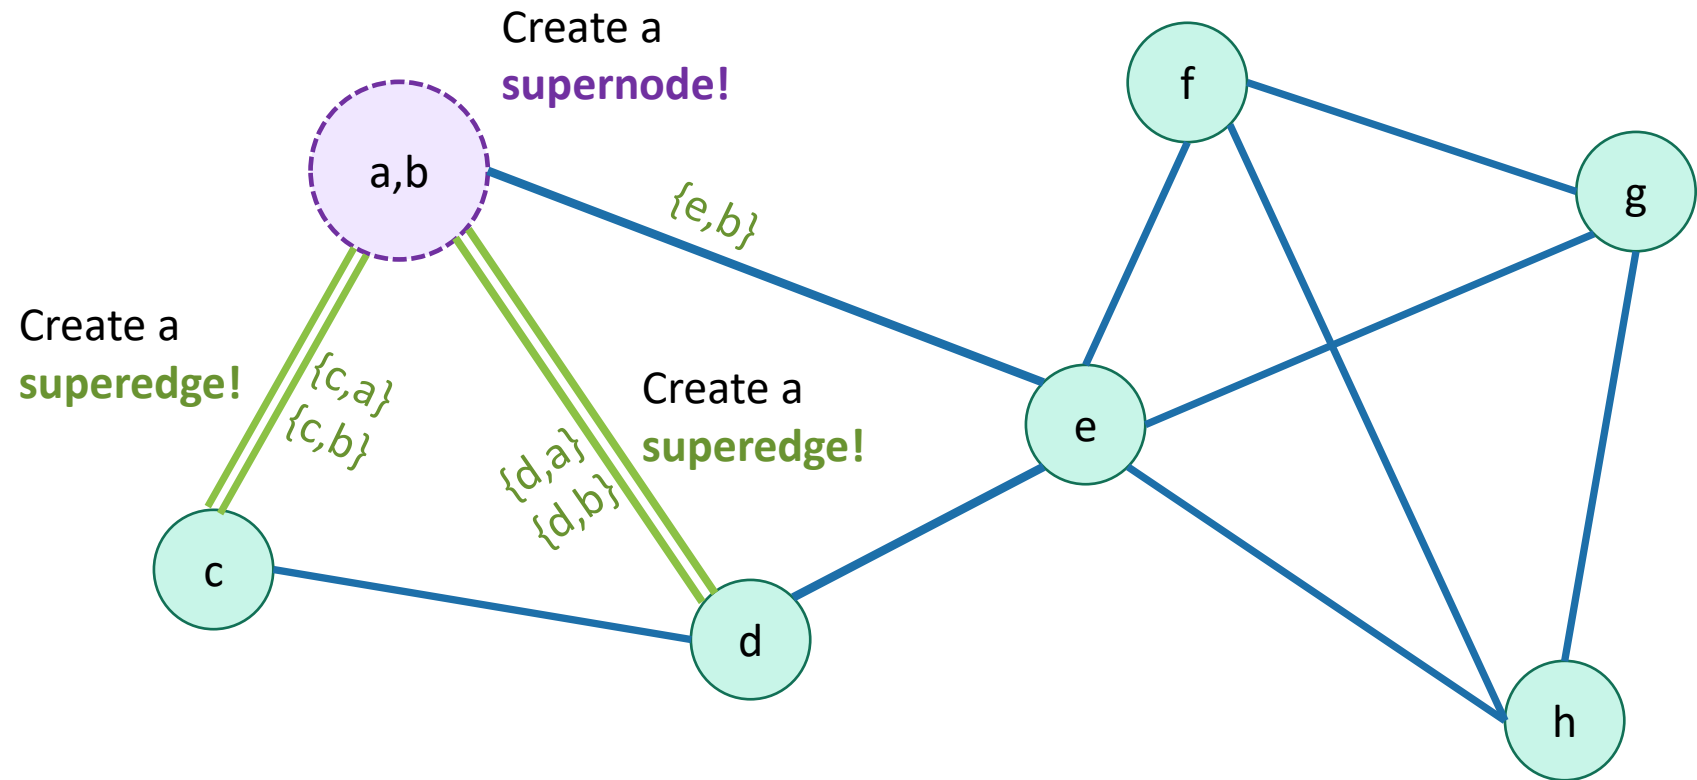 Create a
supernode!
f
a,b
g
{e,b}
Create a
superedge!
{c,a}
{c,b}
Create a
superedge!
{d,a}
{d,b}
e
c
d
h